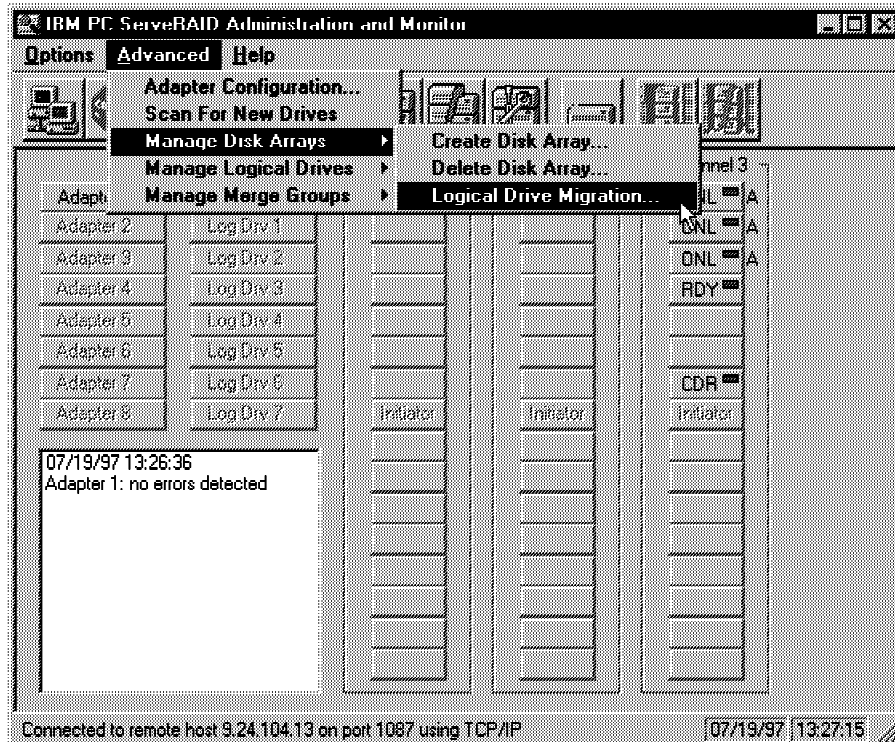 IBM PC ServeRAID Administration and Monitor
Options Advanced Help
Adapter Configuration...
Scan For New Drives
Manage Disk Arrays
Manage Logical Drives
Manage Merge Groups
Create Disk Array...
Delete Disk Array...
Logical Drive Migration...
nnel 3
Adapt
NL A
Adapter 2 Log Drv 1 ONL A
Adapter 3 Log Drv 2 ONL A
Adapter 4 Log Drv 3 RDY
Adapter 5 Log Drv 4
Adapter 6 Log Drv 5
Adapter 7 Log Drv 6 CDR
Adapter 8 Log Drv 7 Initiator Initiator Initiator
07/19/97 13:26:36
Adapter 1: no errors detected
Connected to remote host 9.24.104.13 on port 1087 using TCP/IP 07/19/97 13:27:15